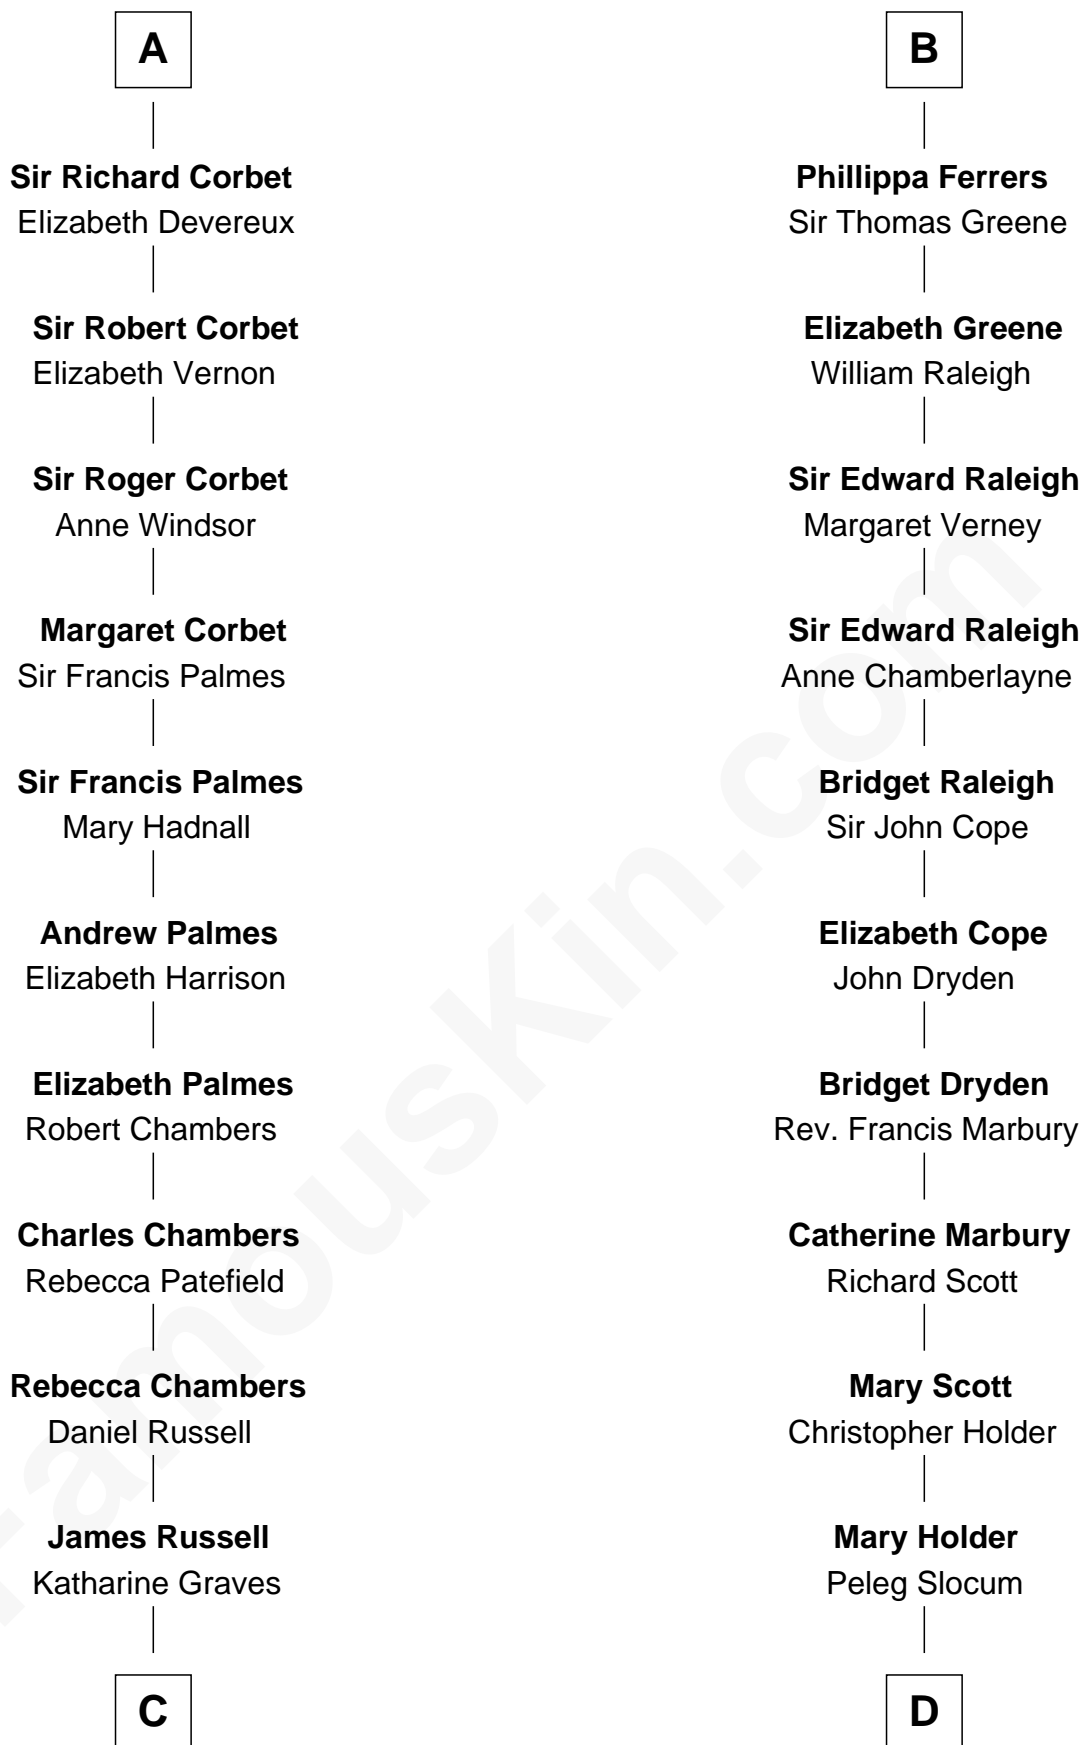 A
Sir Richard Corbet
Elizabeth Devereux
Sir Robert Corbet
Elizabeth Vernon
Sir Roger Corbet
Anne Windsor
Margaret Corbet
Sir Francis Palmes
Sir Francis Palmes
Mary Hadnall
Andrew Palmes
Elizabeth Harrison
Elizabeth Palmes
Robert Chambers
Charles Chambers
Rebecca Patefield
Rebecca Chambers
Daniel Russell
James Russell
Katharine Graves
C
B
Phillippa Ferrers
Sir Thomas Greene
Elizabeth Greene
William Raleigh
Sir Edward Raleigh
Margaret Verney
Sir Edward Raleigh
Anne Chamberlayne
Bridget Raleigh
Sir John Cope
Elizabeth Cope
John Dryden
Bridget Dryden
Rev. Francis Marbury
Catherine Marbury
Richard Scott
Mary Scott
Christopher Holder
Mary Holder
Peleg Slocum
D
FamousKin.com